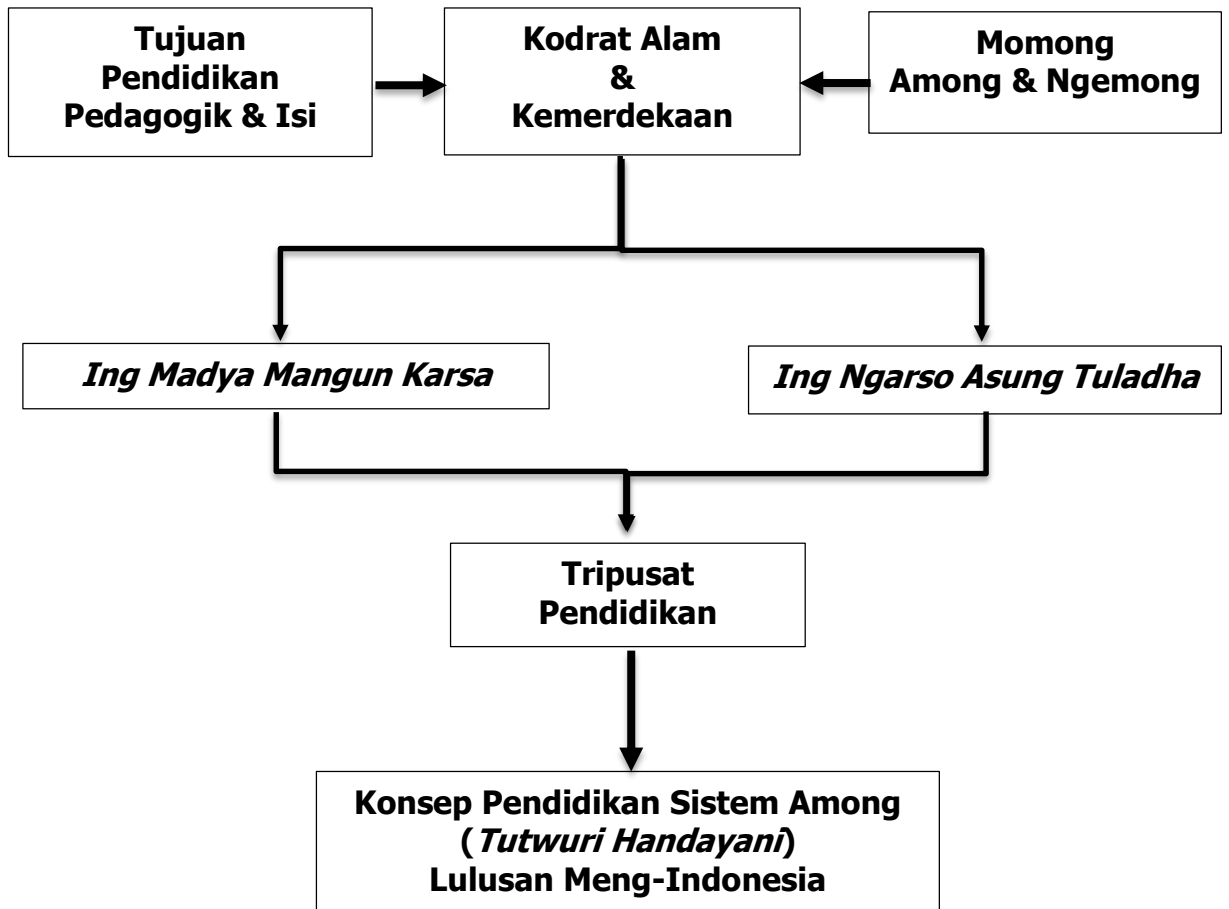 Tujuan
Pendidikan
Pedagogik & Isi
Kodrat Alam
&
Kemerdekaan
Momong
Among & Ngemong
Ing Madya Mangun Karsa
Ing Ngarso Asung Tuladha
Tripusat
Pendidikan
Konsep Pendidikan Sistem Among
(Tutwuri Handayani)
Lulusan Meng-Indonesia